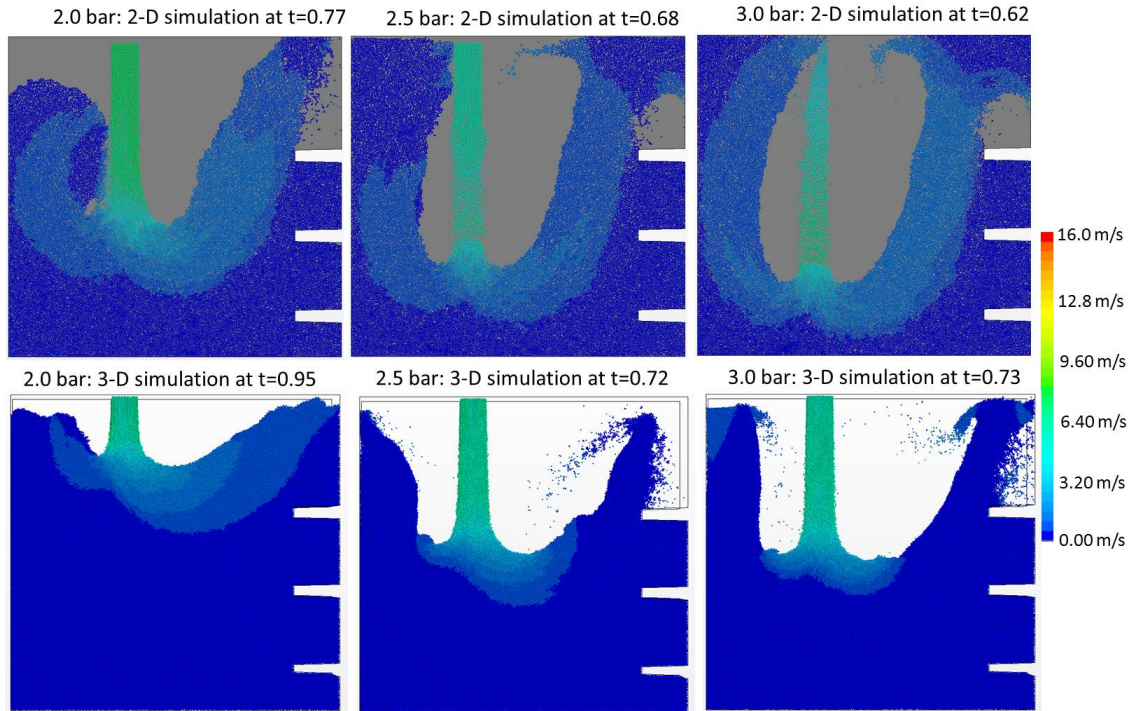 2.0 bar: 2-D simulation at t=0.77
2.5 bar: 2-D simulation at t=0.68
3.0 bar: 2-D simulation at t=0.62
16.0 m/s
12.8 m/s
9.60 m/s
6.40 m/s
3.20 m/s
0.00 m/s
2.0 bar: 3-D simulation at t=0.95
2.5 bar: 3-D simulation at t=0.72
3.0 bar: 3-D simulation at t=0.73